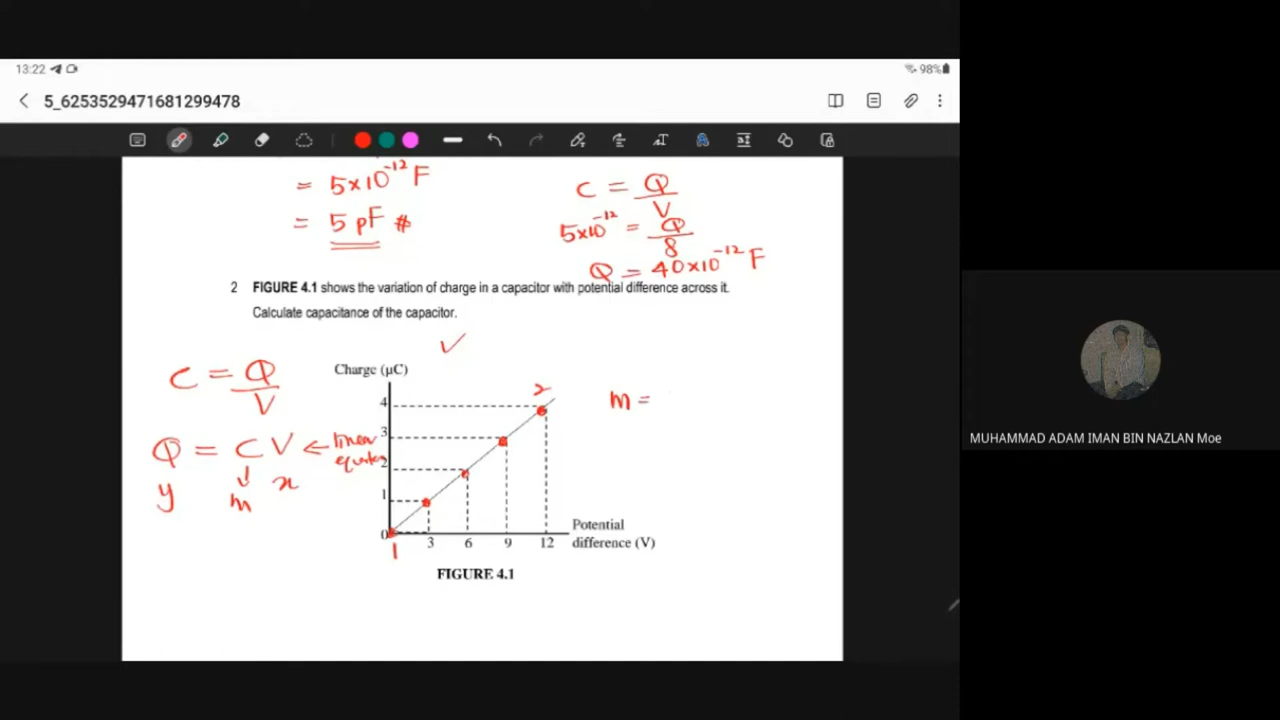 13:22 98%
5_6253529471681299478
= 5×10⁻¹² F
= 5 pF #
C = Q/V
5×10⁻¹² = Q/8
Q = 40×10⁻¹² F
2 FIGURE 4.1 shows the variation of charge in a capacitor with potential difference across it.
Calculate capacitance of the capacitor.
C = Q/V
Q = C V ← linear equation
y m x
Charge (μC)
4
3
2
1
0
3 6 9 12
1
2
Potential
difference (V)
FIGURE 4.1
m =
MUHAMMAD ADAM IMAN BIN NAZLAN Moe